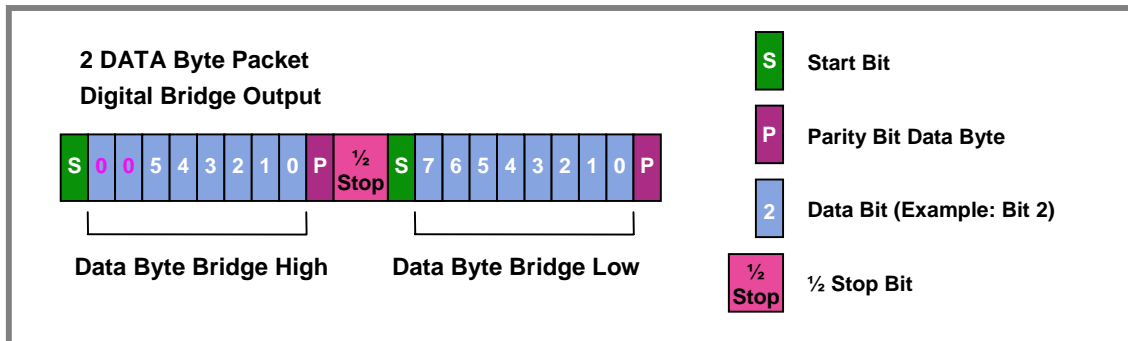 2 DATA Byte Packet
Digital Bridge Output
S 0 0 5 4 3 2 1 0 P ½ Stop S 7 6 5 4 3 2 1 0 P
Data Byte Bridge High Data Byte Bridge Low
S Start Bit
P Parity Bit Data Byte
2 Data Bit (Example: Bit 2)
½ Stop ½ Stop Bit